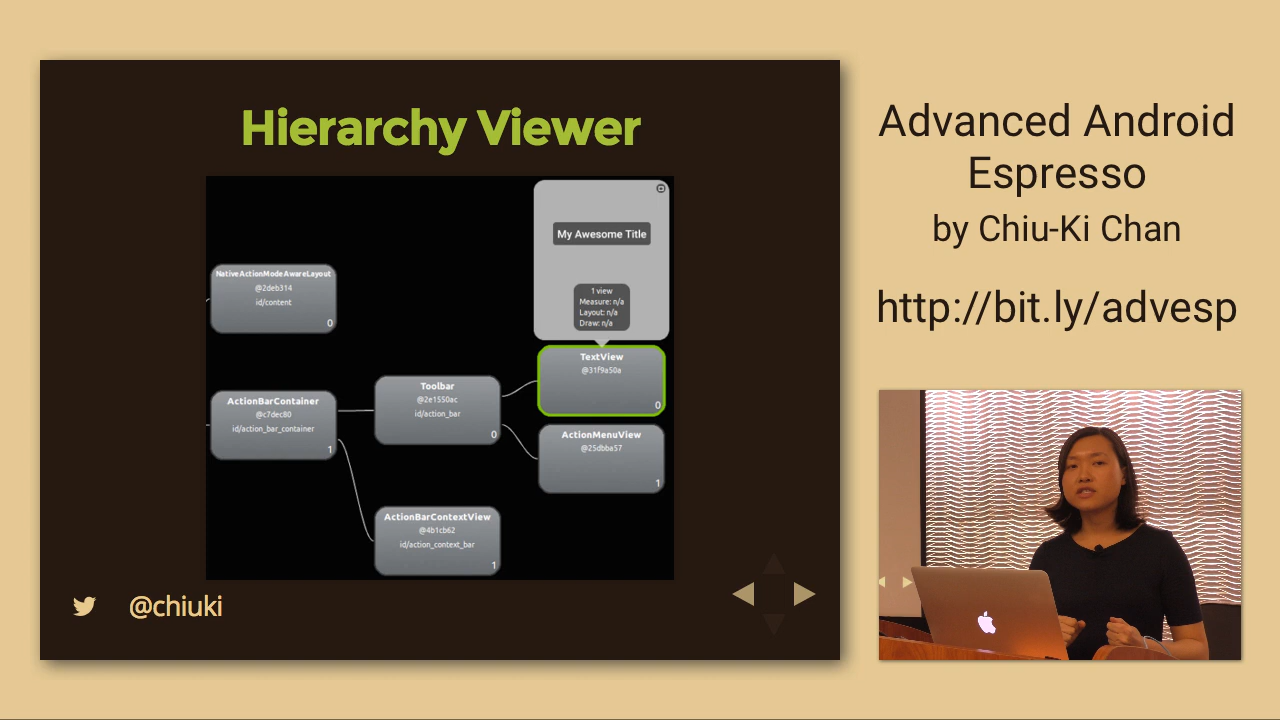 Hierarchy Viewer
My Awesome Title
1 view
Measure: n/a
Layout: n/a
Draw: n/a
NativeActionModeAwareLayout
@2deb314
id/content
0
TextView
@31f9a50a
0
Toolbar
@2e1550ac
id/action_bar
0
ActionBarContainer
@c7dec80
id/action_bar_container
1
ActionMenuView
@25dbba57
1
ActionBarContextView
@4b1cb62
id/action_context_bar
1
@chiuki
Advanced Android
Espresso
by Chiu-Ki Chan
http://bit.ly/advesp